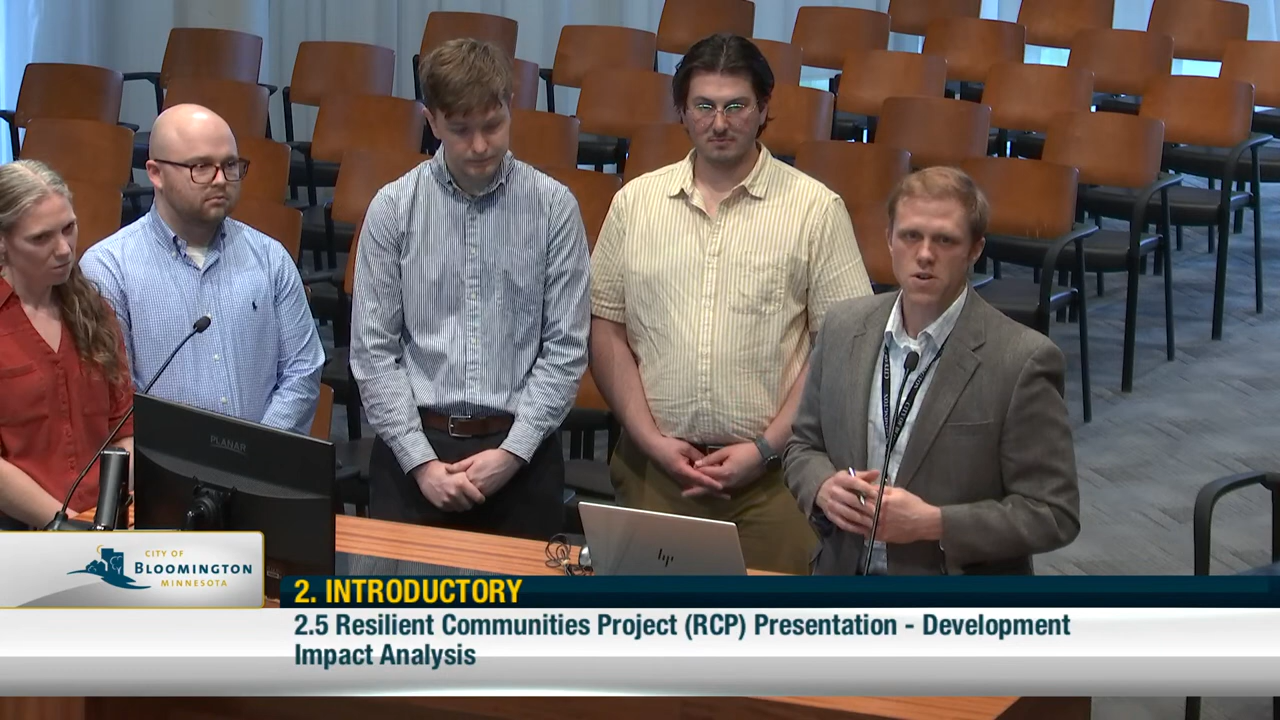 PLANAR
hp
CITY OF
BLOOMINGTON
MINNESOTA
2. INTRODUCTORY
2.5 Resilient Communities Project (RCP) Presentation - Development
Impact Analysis